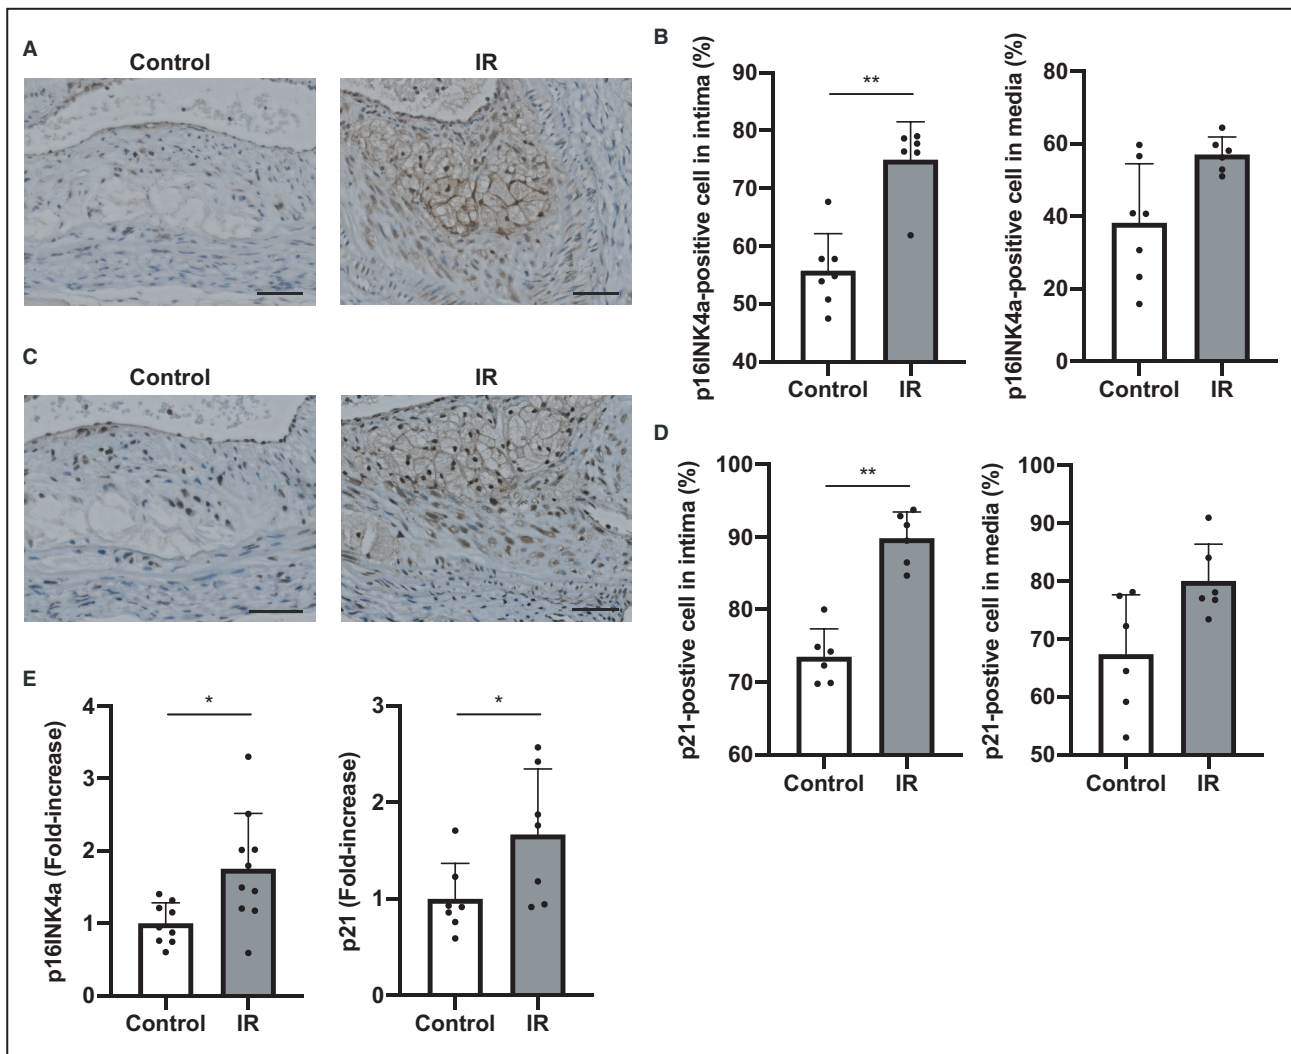 A
Control
IR
B
p16INK4a-positive cell in intima (%)
90
80
70
60
50
40
**
Control
IR
p16INK4a-positive cell in media (%)
80
60
40
20
0
Control
IR
C
Control
IR
D
p21-postive cell in intima (%)
100
90
80
70
60
**
Control
IR
p21-postive cell in media (%)
100
90
80
70
60
50
Control
IR
E
p16INK4a (Fold-increase)
4
3
2
1
0
*
Control
IR
p21 (Fold-increase)
3
2
1
0
*
Control
IR